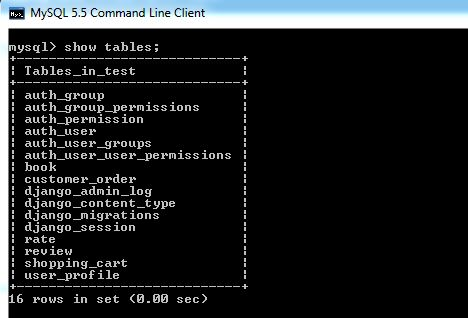 MySQL 5.5 Command Line Client
mysql> show tables;
+----------------------------+
| Tables_in_test             |
+----------------------------+
| auth_group                 |
| auth_group_permissions     |
| auth_permission            |
| auth_user                  |
| auth_user_groups           |
| auth_user_user_permissions |
| book                       |
| customer_order             |
| django_admin_log           |
| django_content_type        |
| django_migrations          |
| django_session             |
| rate                       |
| review                     |
| shopping_cart              |
| user_profile               |
+----------------------------+
16 rows in set (0.00 sec)